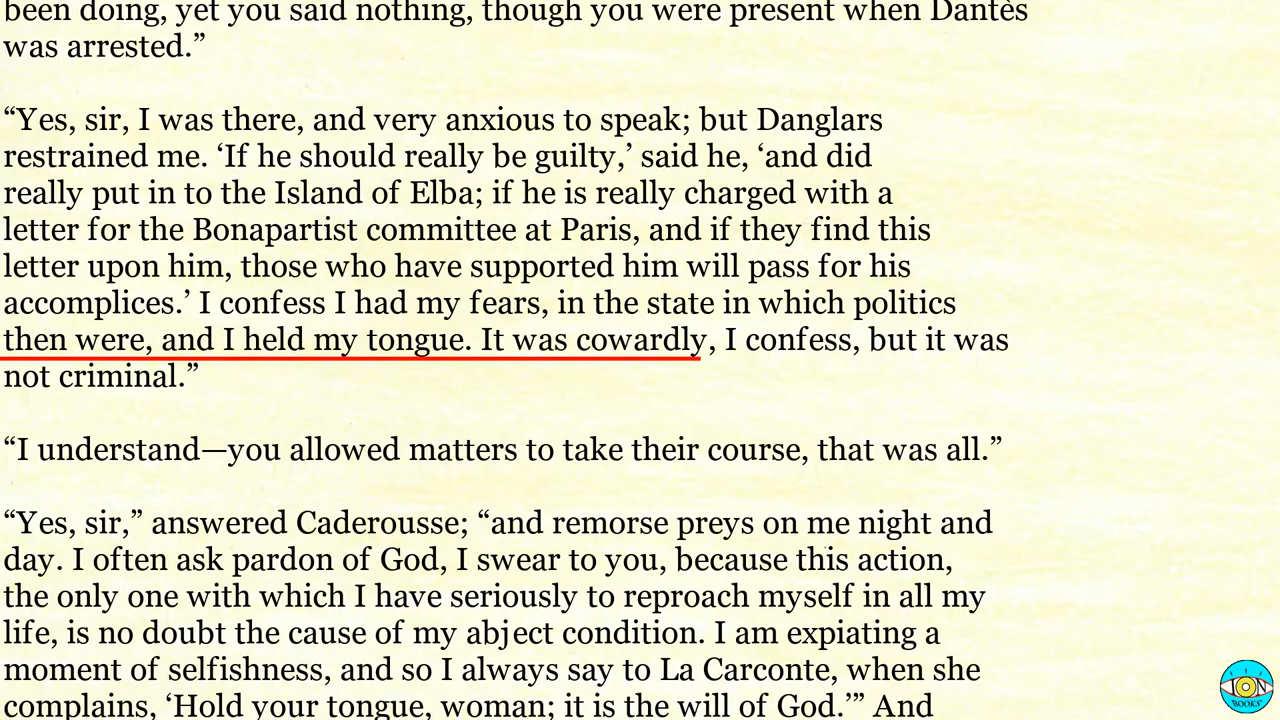 been doing, yet you said nothing, though you were present when Dantès
was arrested.”
“Yes, sir, I was there, and very anxious to speak; but Danglars
restrained me. ‘If he should really be guilty,’ said he, ‘and did
really put in to the Island of Elba; if he is really charged with a
letter for the Bonapartist committee at Paris, and if they find this
letter upon him, those who have supported him will pass for his
accomplices.’ I confess I had my fears, in the state in which politics
then were, and I held my tongue. It was cowardly, I confess, but it was
not criminal.”
“I understand—you allowed matters to take their course, that was all.”
“Yes, sir,” answered Caderousse; “and remorse preys on me night and
day. I often ask pardon of God, I swear to you, because this action,
the only one with which I have seriously to reproach myself in all my
life, is no doubt the cause of my abject condition. I am expiating a
moment of selfishness, and so I always say to La Carconte, when she
complains, ‘Hold your tongue, woman; it is the will of God.’” And
ION
BOOKS